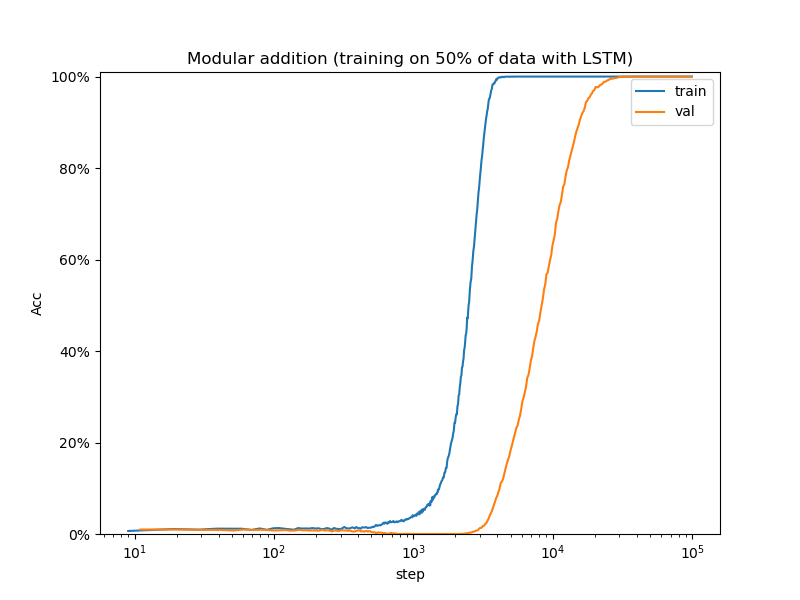 Modular addition (training on 50% of data with LSTM)
100%
80%
60%
40%
20%
0%
Acc
train
val
10¹
10²
10³
10⁴
10⁵
step